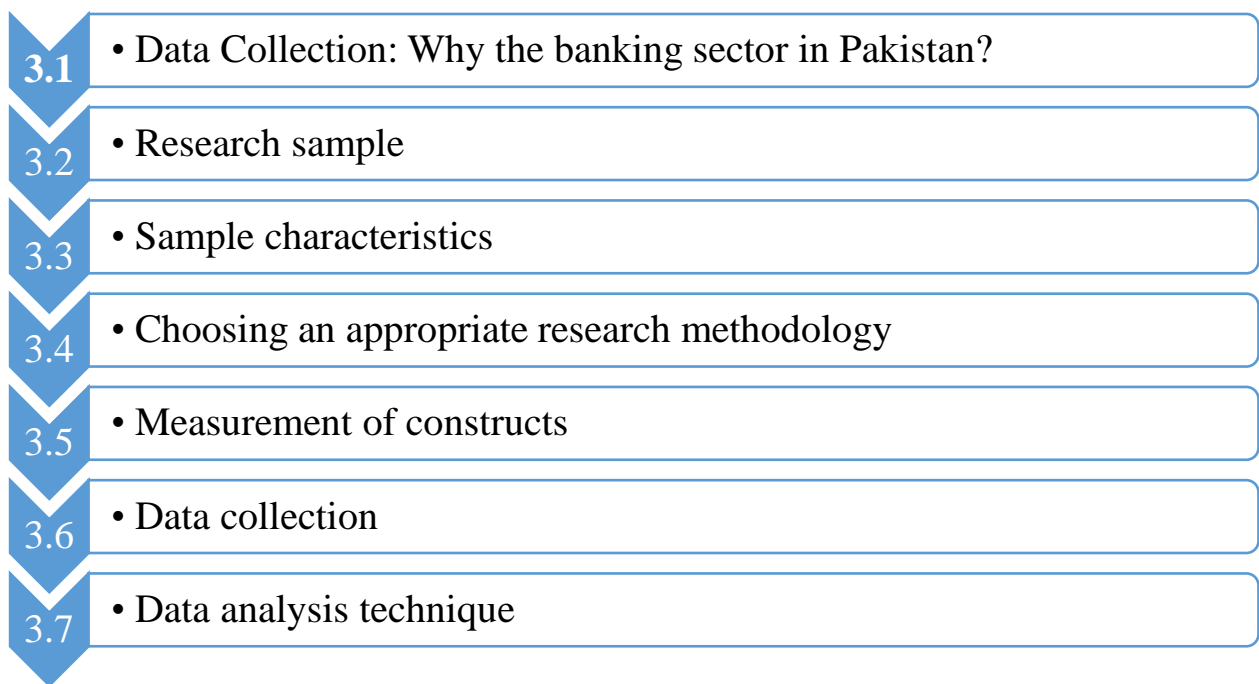 3.1 • Data Collection: Why the banking sector in Pakistan?
3.2 • Research sample
3.3 • Sample characteristics
3.4 • Choosing an appropriate research methodology
3.5 • Measurement of constructs
3.6 • Data collection
3.7 • Data analysis technique